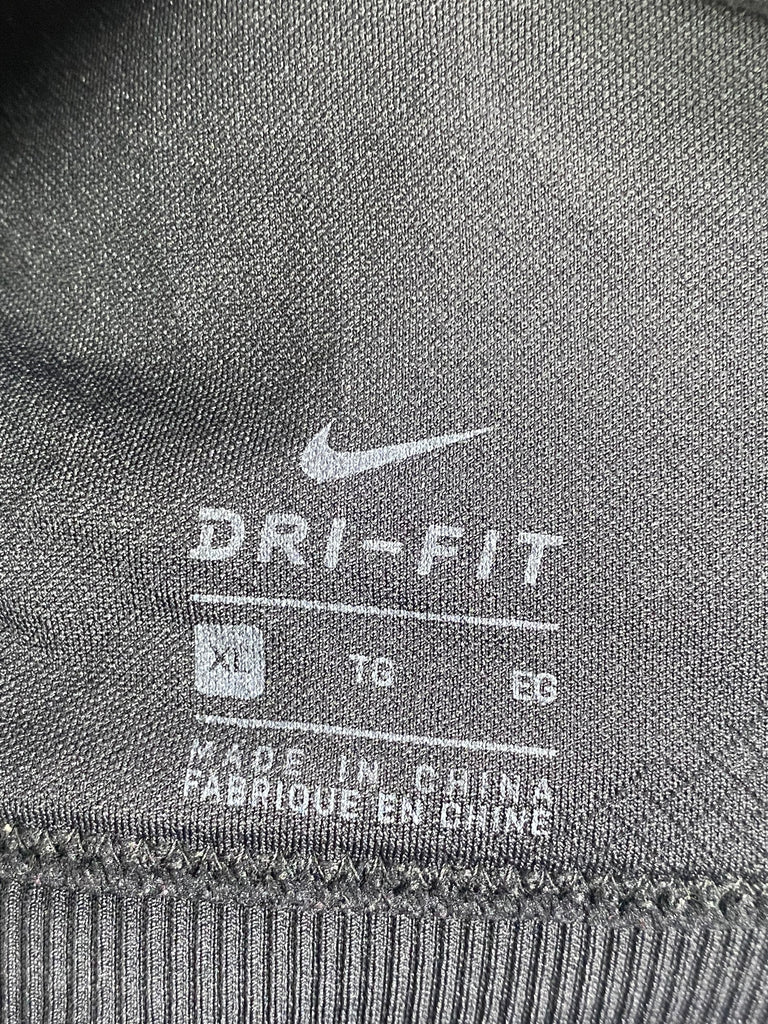 DRI-FIT
XL TG EG
MADE IN CHINA
FABRIQUE EN CHINE